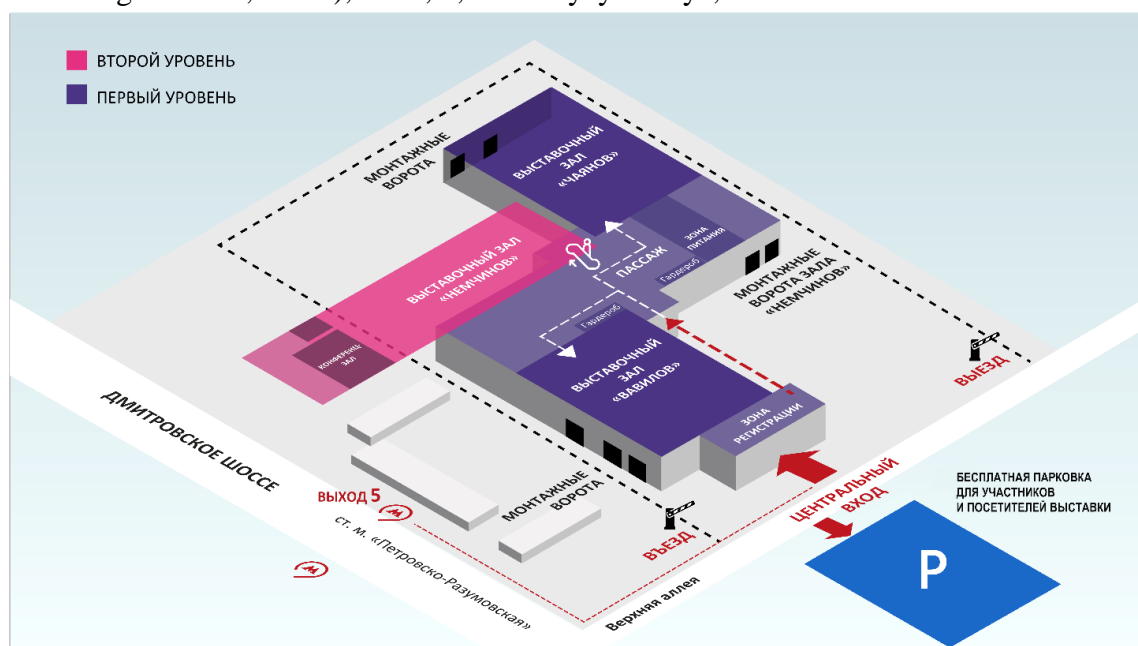 ВТОРОЙ УРОВЕНЬ
ПЕРВЫЙ УРОВЕНЬ
МОНТАЖНЫЕ
ВОРОТА
ВЫСТАВОЧНЫЙ
ЗАЛ
«ЧАЯНОВ»
ЗОНА
ПИТАНИЯ
ПАССАЖ
Гардероб
ВЫСТАВОЧНЫЙ ЗАЛ
«НЕМЧИНОВ»
МОНТАЖНЫЕ
ВОРОТА ЗАЛА
«НЕМЧИНОВ»
КОНФЕРЕНЦ
ЗАЛ
Гардероб
ВЫСТАВОЧНЫЙ
ЗАЛ
«ВАВИЛОВ»
ВЫЕЗД
ЗОНА
РЕГИСТРАЦИИ
ДМИТРОВСКОЕ ШОССЕ
ВЫХОД 5
МОНТАЖНЫЕ
ВОРОТА
ЦЕНТРАЛЬНЫЙ
ВХОД
БЕСПЛАТНАЯ ПАРКОВКА
ДЛЯ УЧАСТНИКОВ
И ПОСЕТИТЕЛЕЙ ВЫСТАВКИ
ст. м. «Петровско-Разумовская»
ВЪЕЗД
Верхняя аллея
P